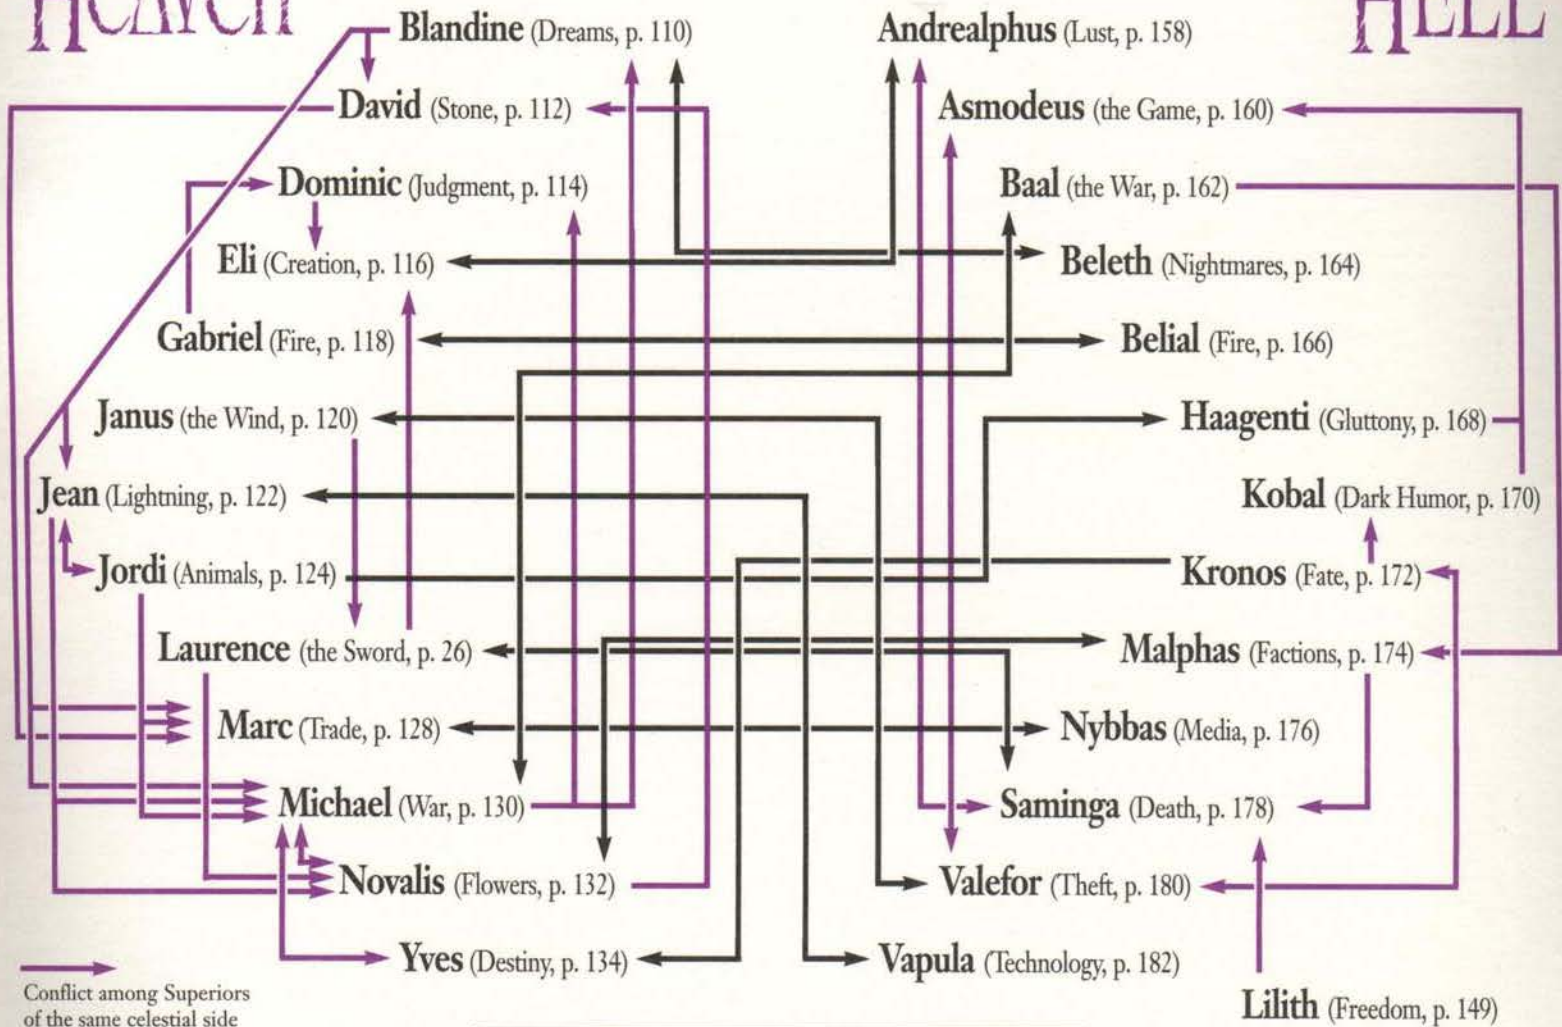 HEAVEN
HELL
Blandine (Dreams, p. 110)
Andrealphus (Lust, p. 158)
David (Stone, p. 112)
Asmodeus (the Game, p. 160)
Dominic (Judgment, p. 114)
Baal (the War, p. 162)
Eli (Creation, p. 116)
Beleth (Nightmares, p. 164)
Gabriel (Fire, p. 118)
Belial (Fire, p. 166)
Janus (the Wind, p. 120)
Haagenti (Gluttony, p. 168)
Jean (Lightning, p. 122)
Kobal (Dark Humor, p. 170)
Jordi (Animals, p. 124)
Kronos (Fate, p. 172)
Laurence (the Sword, p. 26)
Malphas (Factions, p. 174)
Marc (Trade, p. 128)
Nybbas (Media, p. 176)
Michael (War, p. 130)
Saminga (Death, p. 178)
Novalis (Flowers, p. 132)
Valefor (Theft, p. 180)
Yves (Destiny, p. 134)
Vapula (Technology, p. 182)
Conflict among Superiors
of the same celestial side
Lilith (Freedom, p. 149)